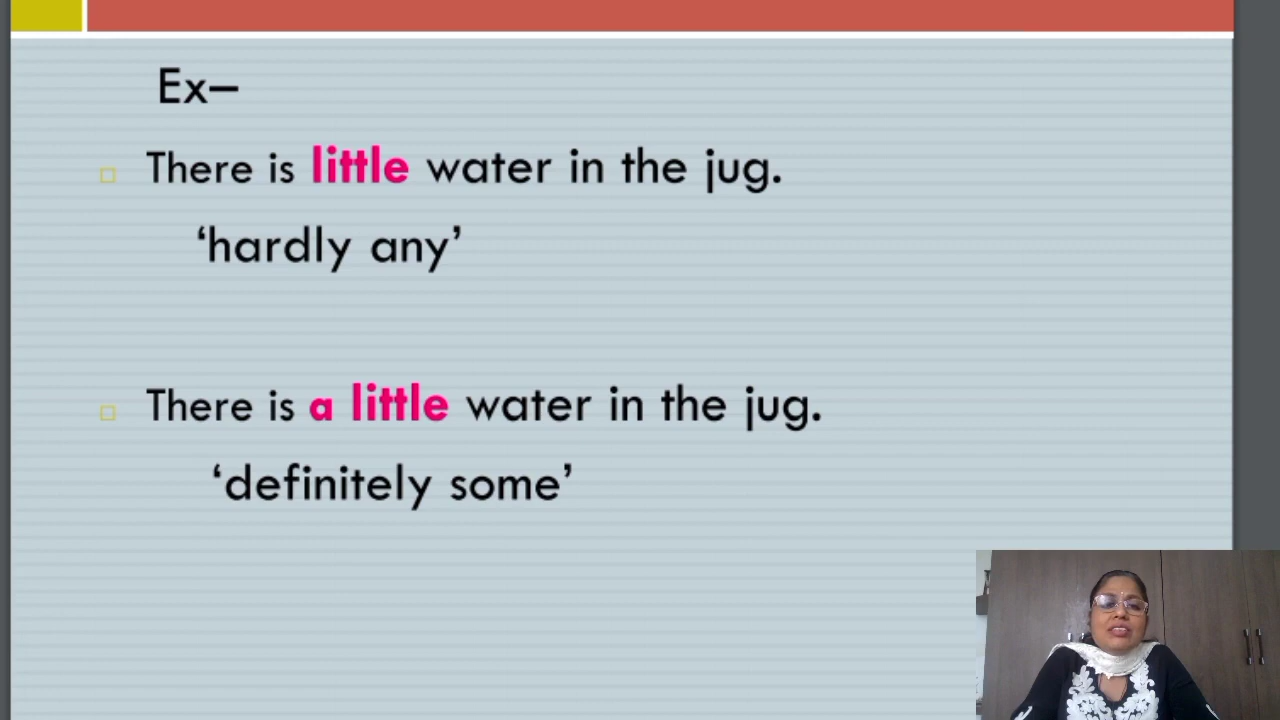 Ex–
There is little water in the jug.
‘hardly any’
There is a little water in the jug.
‘definitely some’